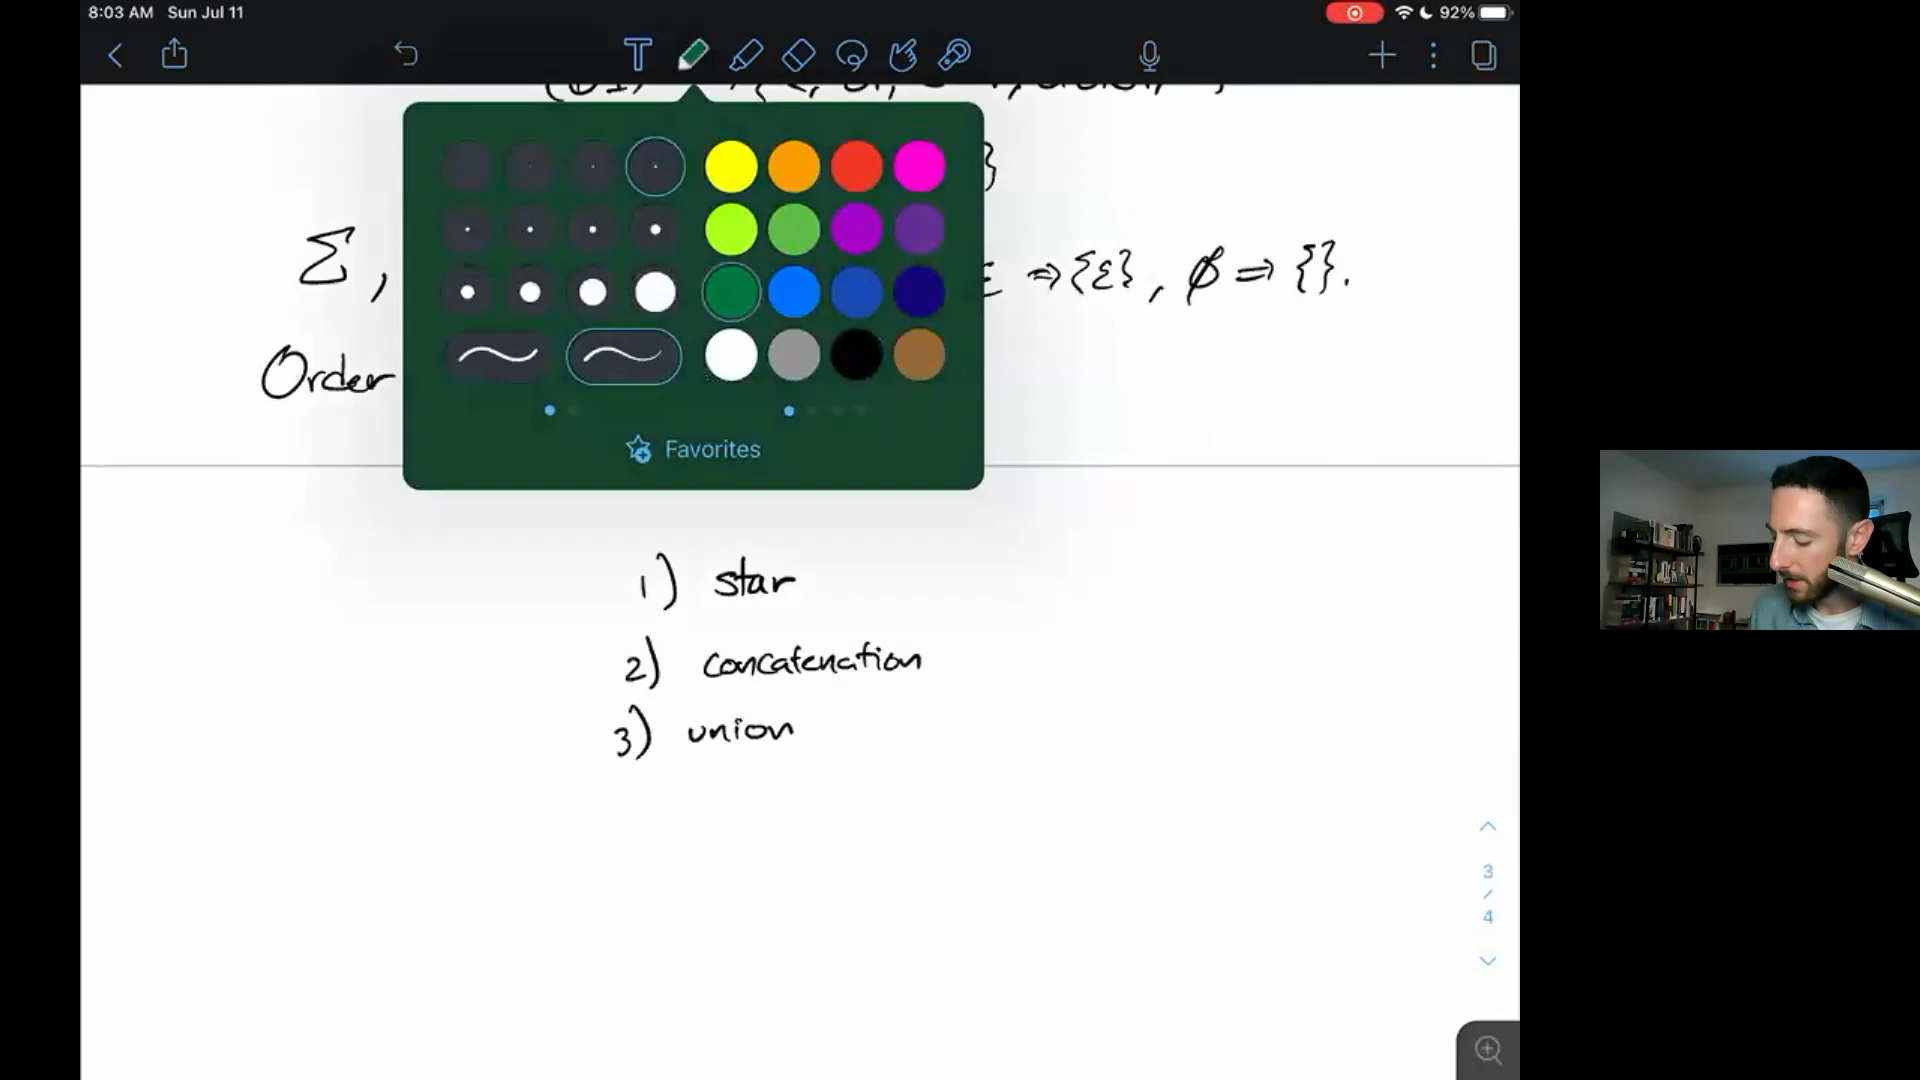 8:03 AM Sun Jul 11
92%
Σ,
ε ⇒ {ε}, ∅ ⇒ {}.
Order
Favorites
1) star
2) concatenation
3) union
3
/
4